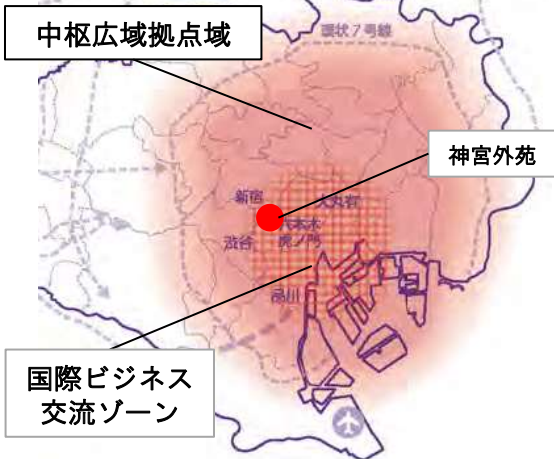 中枢広域拠点域
環状7号線
神宮外苑
新宿
大丸有
六本木
虎ノ門
渋谷
品川
国際ビジネス
交流ゾーン